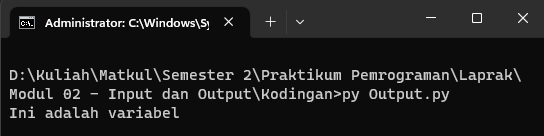 Administrator: C:\Windows\Sy
D:\Kuliah\Matkul\Semester 2\Praktikum Pemrograman\Laprak\
Modul 02 - Input dan Output\Kodingan>py Output.py
Ini adalah variabel